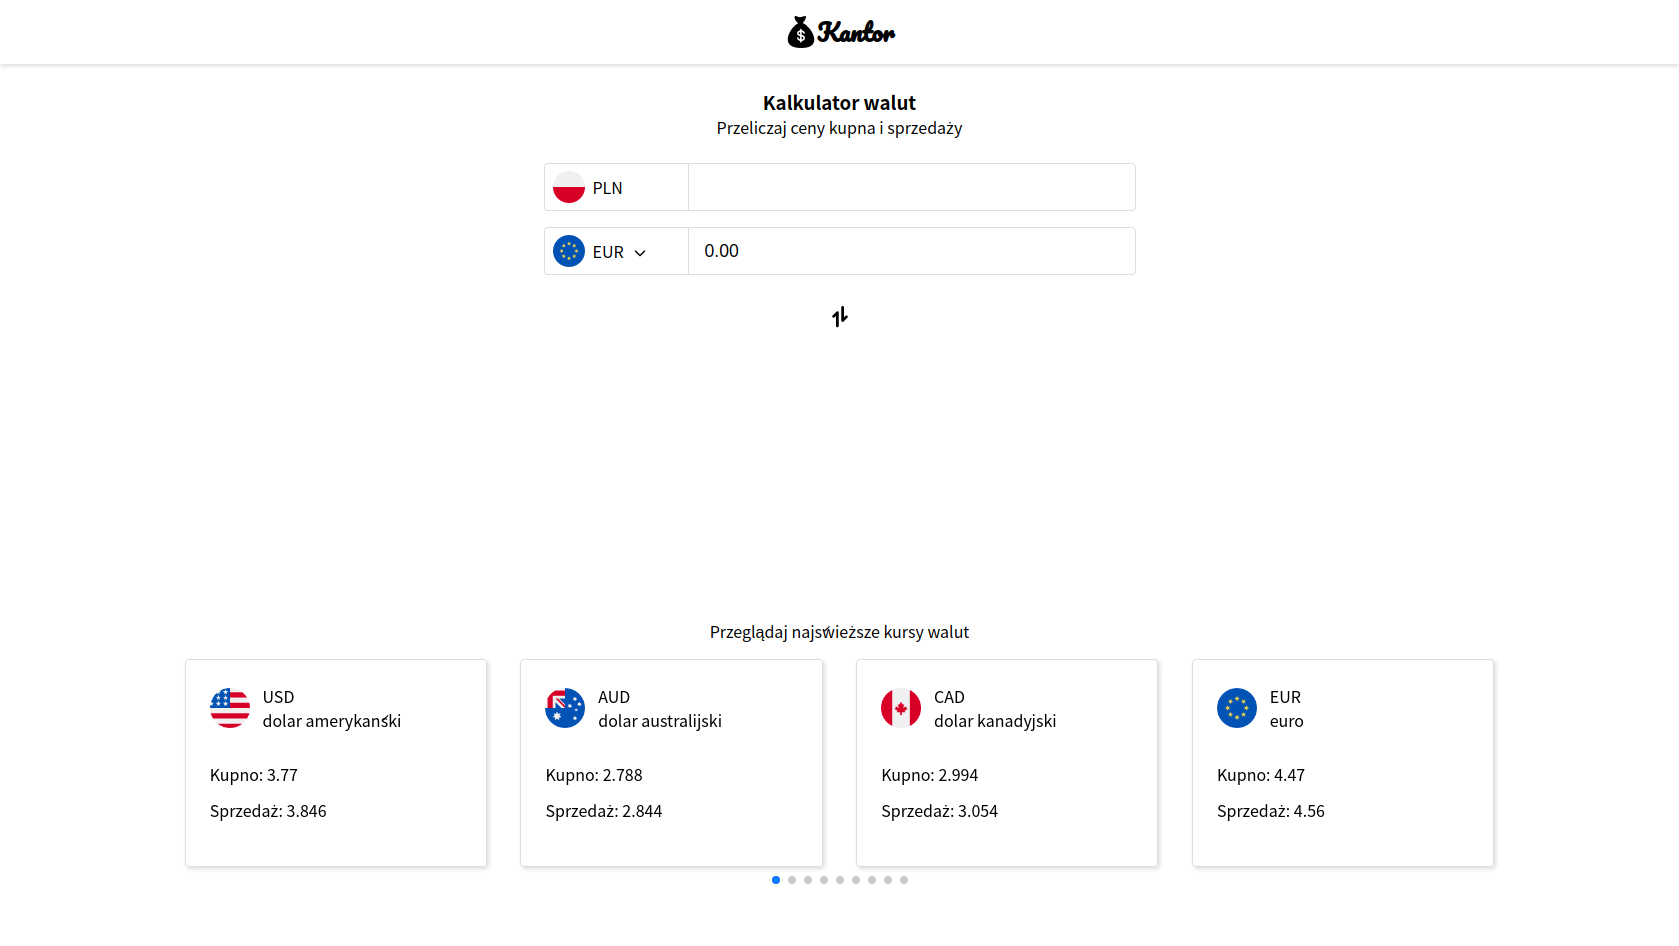 Kantor
Kalkulator walut
Przeliczaj ceny kupna i sprzedaży
PLN
EUR
0.00
Przeglądaj najświeższe kursy walut
USD
dolar amerykański
Kupno: 3.77
Sprzedaż: 3.846
AUD
dolar australijski
Kupno: 2.788
Sprzedaż: 2.844
CAD
dolar kanadyjski
Kupno: 2.994
Sprzedaż: 3.054
EUR
euro
Kupno: 4.47
Sprzedaż: 4.56